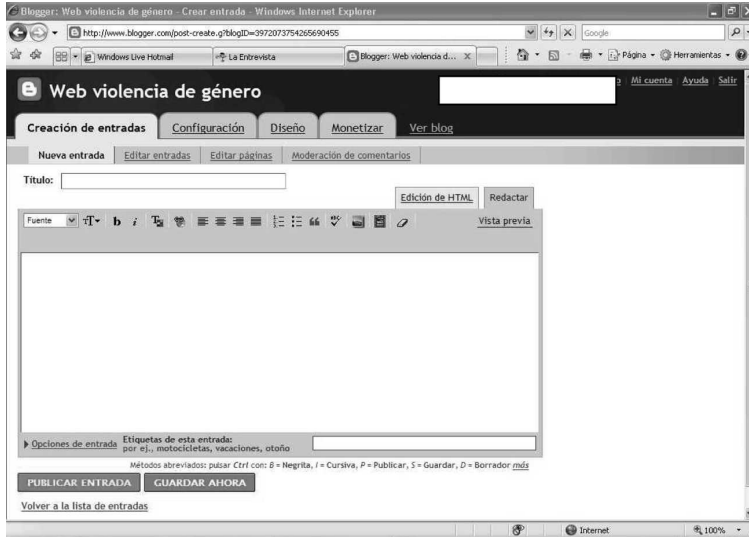 Blogger: Web violencia de género - Crear entrada - Windows Internet Explorer
http://www.blogger.com/post-create.g?blogID=3972073754265690455
Google
Windows Live Hotmail La Entrevista Blogger: Web violencia d... X Página Herramientas
Mi cuenta Ayuda Salir
Web violencia de género
Creación de entradas Configuración Diseño Monetizar Ver blog
Nueva entrada Editar entradas Editar páginas Moderación de comentarios
Título:
Edición de HTML Redactar
Fuente b i Vista previa
Opciones de entrada Etiquetas de esta entrada:
por ej., motocicletas, vacaciones, otoño
Métodos abreviados: pulsar Ctrl con: B = Negrita, I = Cursiva, P = Publicar, S = Guardar, D = Borrador más
PUBLICAR ENTRADA GUARDAR AHORA
Volver a la lista de entradas
Internet 100%